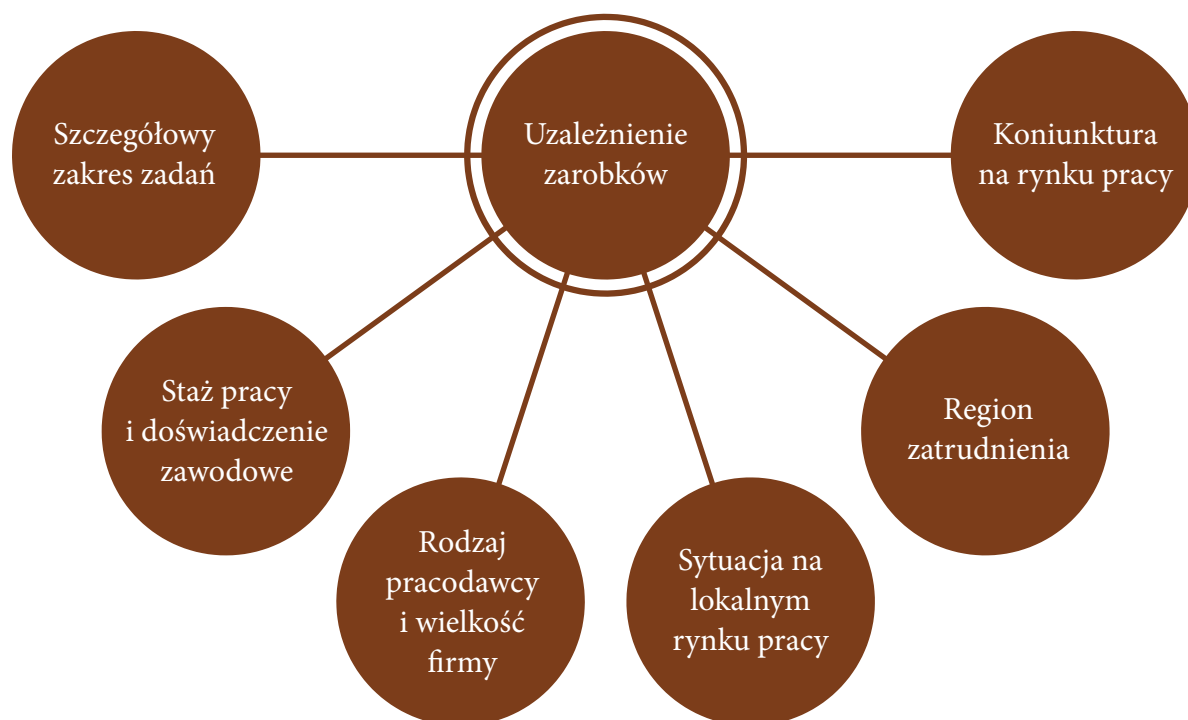 Szczegółowy
zakres zadań
Uzależnienie
zarobków
Koniunktura
na rynku pracy
Staż pracy
i doświadczenie
zawodowe
Region
zatrudnienia
Rodzaj
pracodawcy
i wielkość
firmy
Sytuacja na
lokalnym
rynku pracy